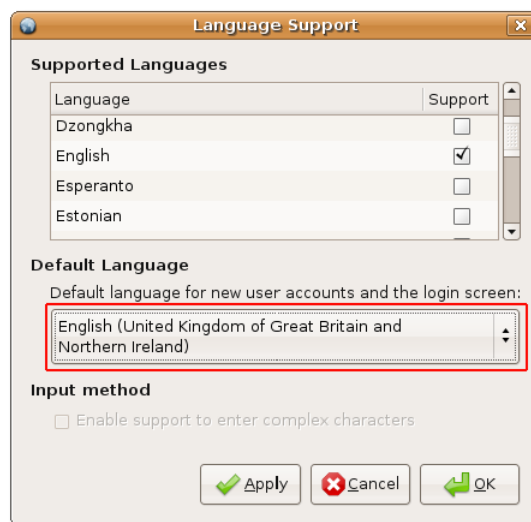 Language Support
Supported Languages
Language Support
Dzongkha
English
Esperanto
Estonian
Default Language
Default language for new user accounts and the login screen:
English (United Kingdom of Great Britain and
Northern Ireland)
Input method
Enable support to enter complex characters
Apply Cancel OK